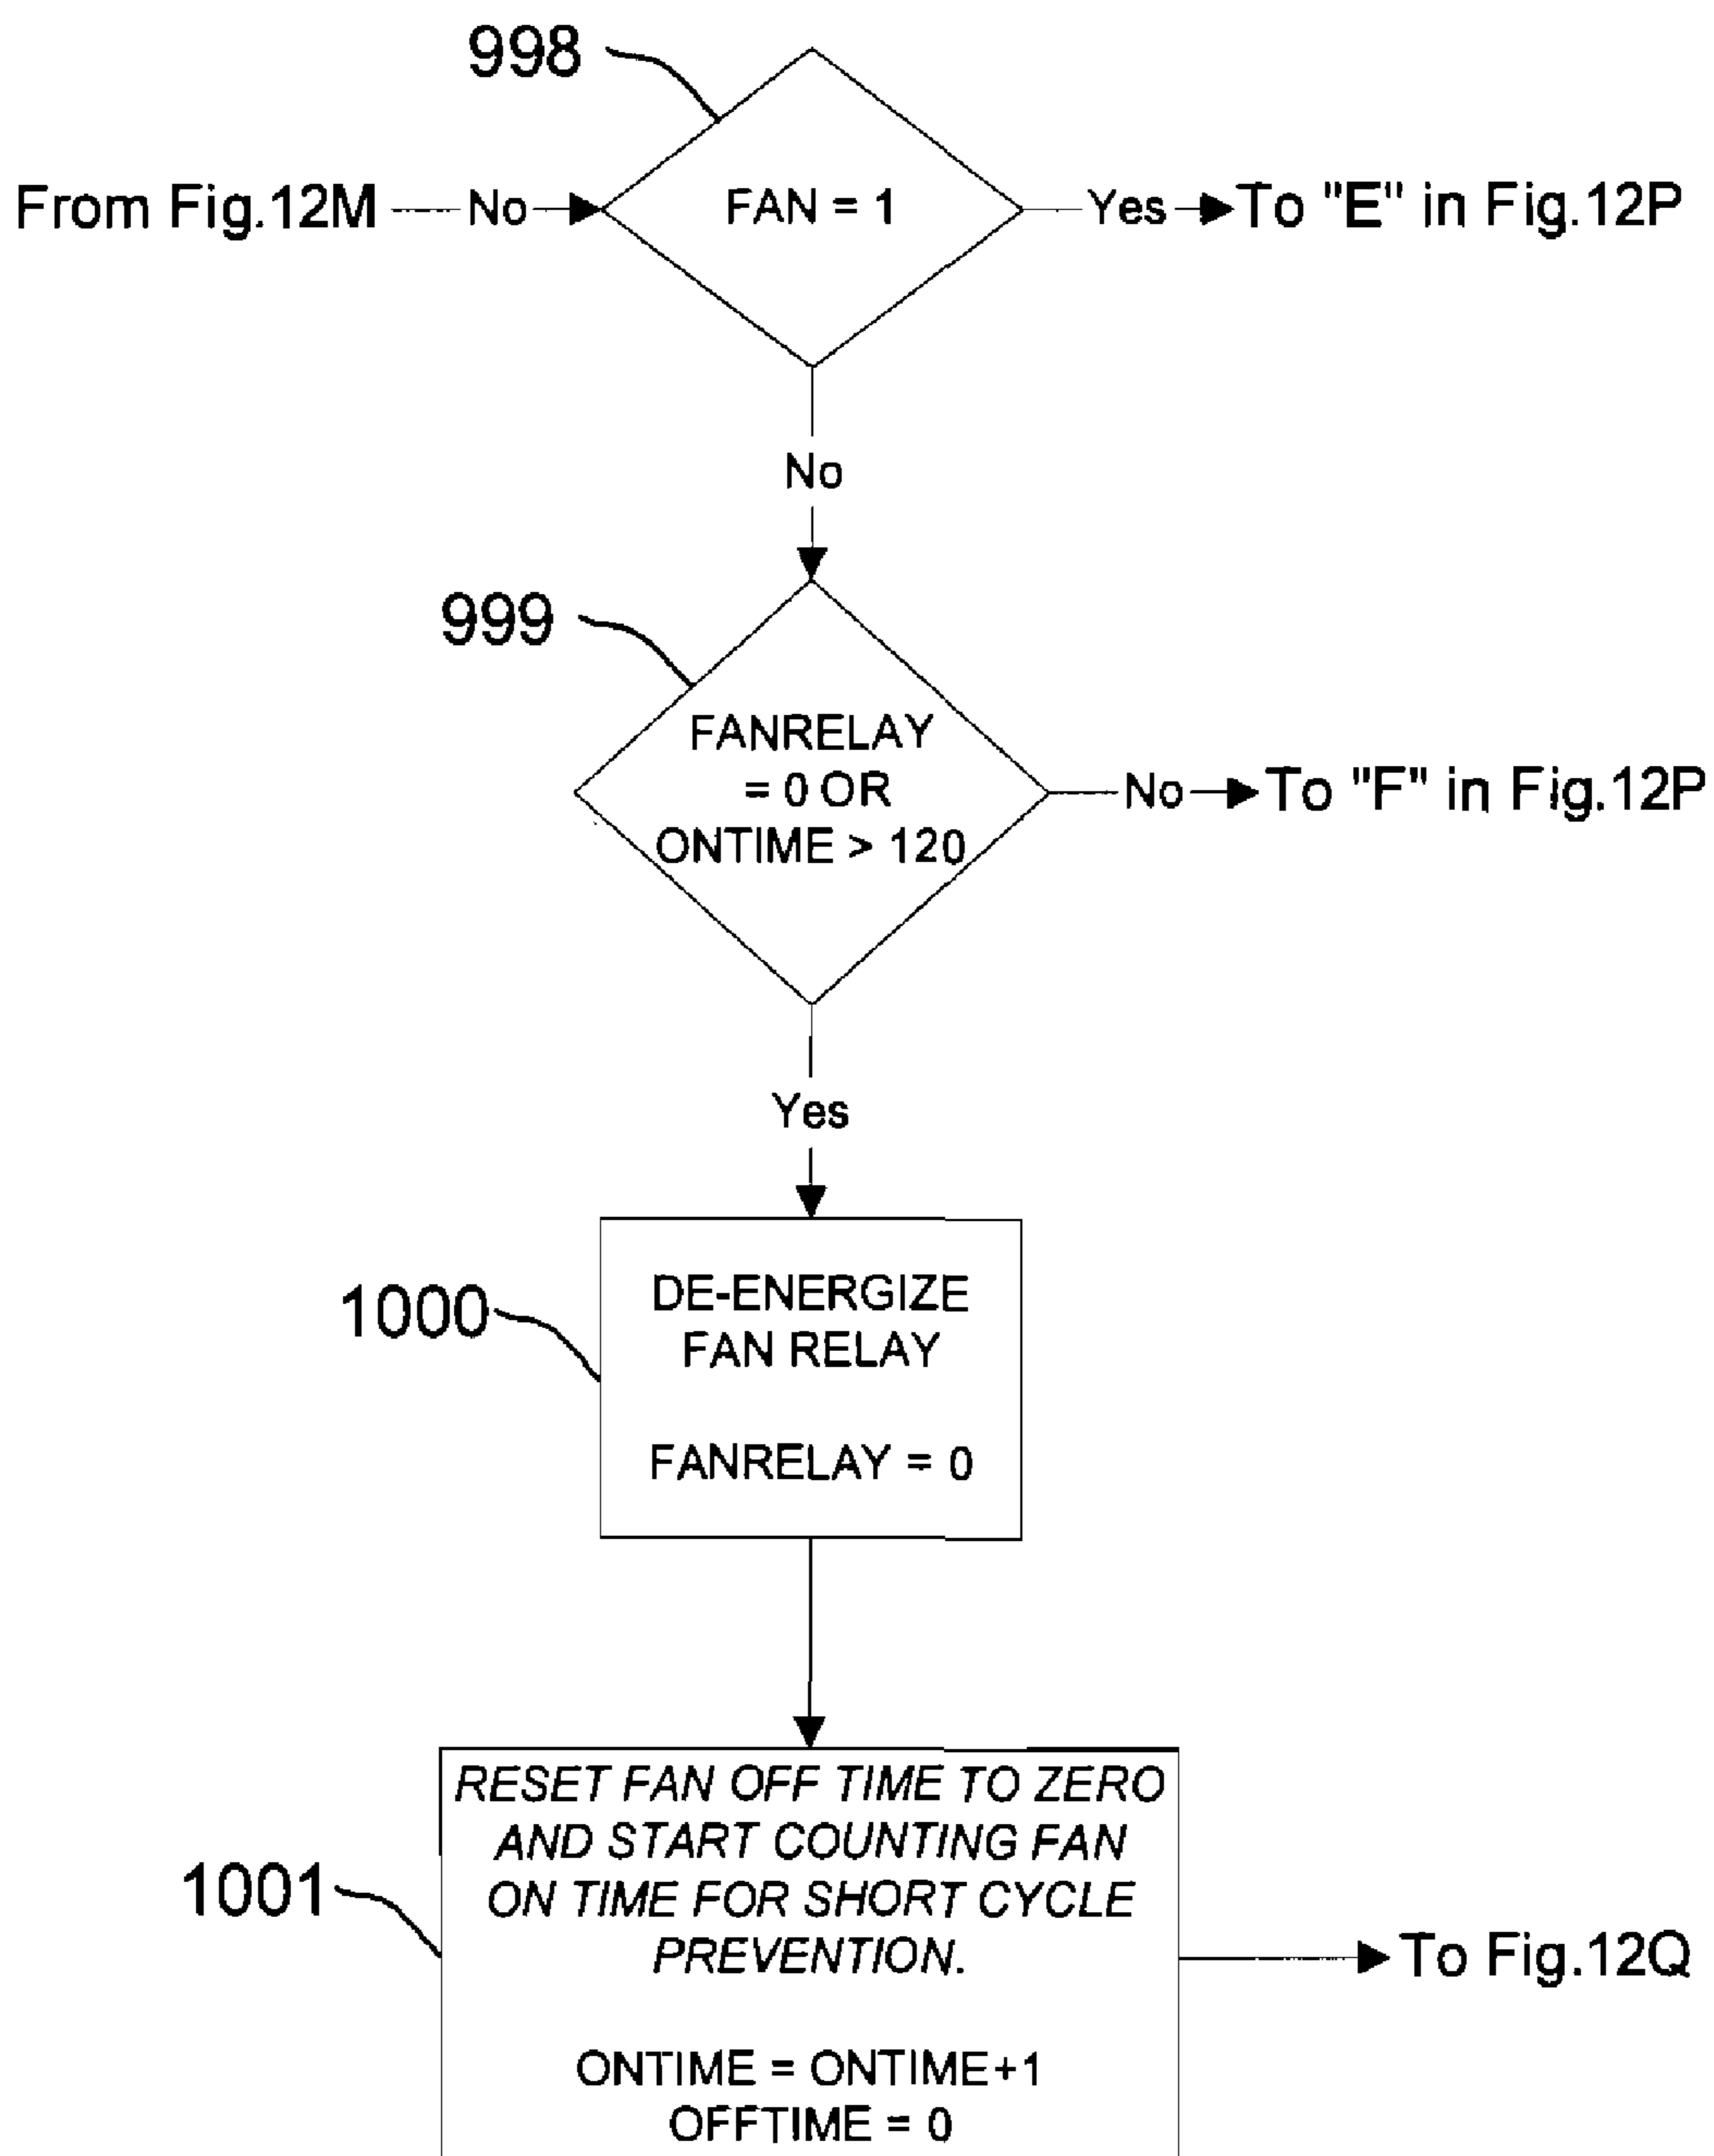 998
From Fig.12M
No
FAN = 1
Yes
To "E" in Fig.12P
No
999
FANRELAY
= 0 OR
ONTIME > 120
No
To "F" in Fig.12P
Yes
1000
DE-ENERGIZE
FAN RELAY
FANRELAY = 0
1001
RESET FAN OFF TIME TO ZERO
AND START COUNTING FAN
ON TIME FOR SHORT CYCLE
PREVENTION.
ONTIME = ONTIME+1
OFFTIME = 0
To Fig.12Q